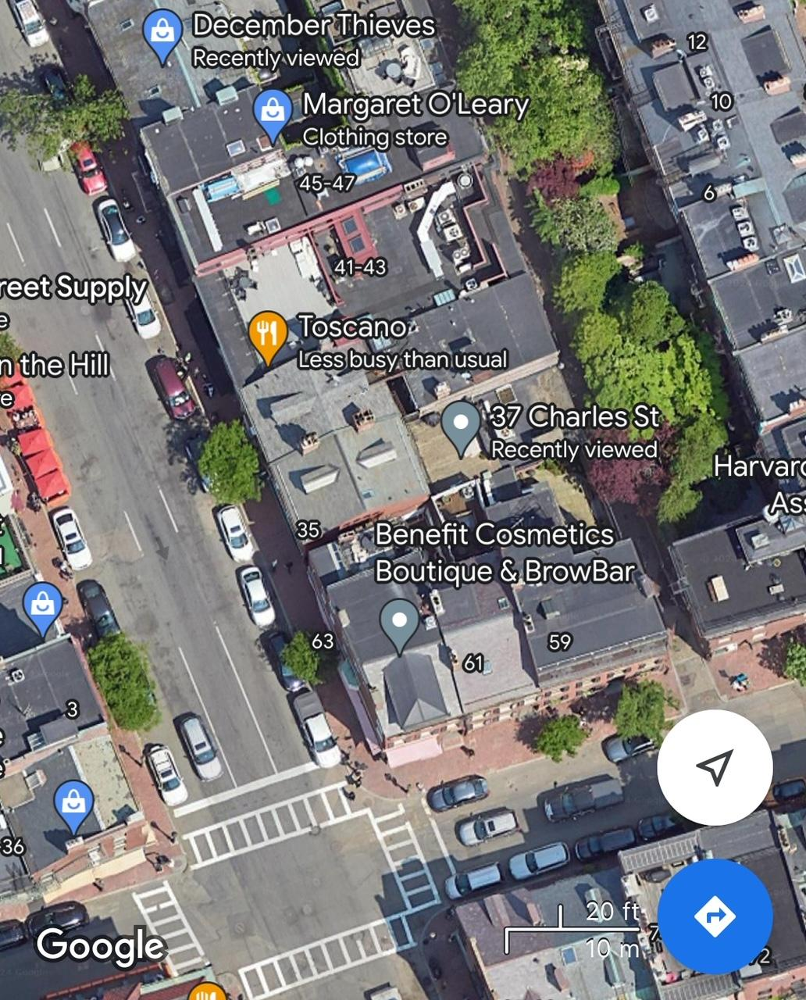 December Thieves
Recently viewed
12
Margaret O'Leary
Clothing store
10
45-47
6
41-43
reet Supply
e
Toscano
Less busy than usual
n the Hill
re
37 Charles St
Recently viewed
Harvard
Ass
35
Benefit Cosmetics
Boutique & BrowBar
63
61
59
3
e
e
-36
20 ft
10 m
Google